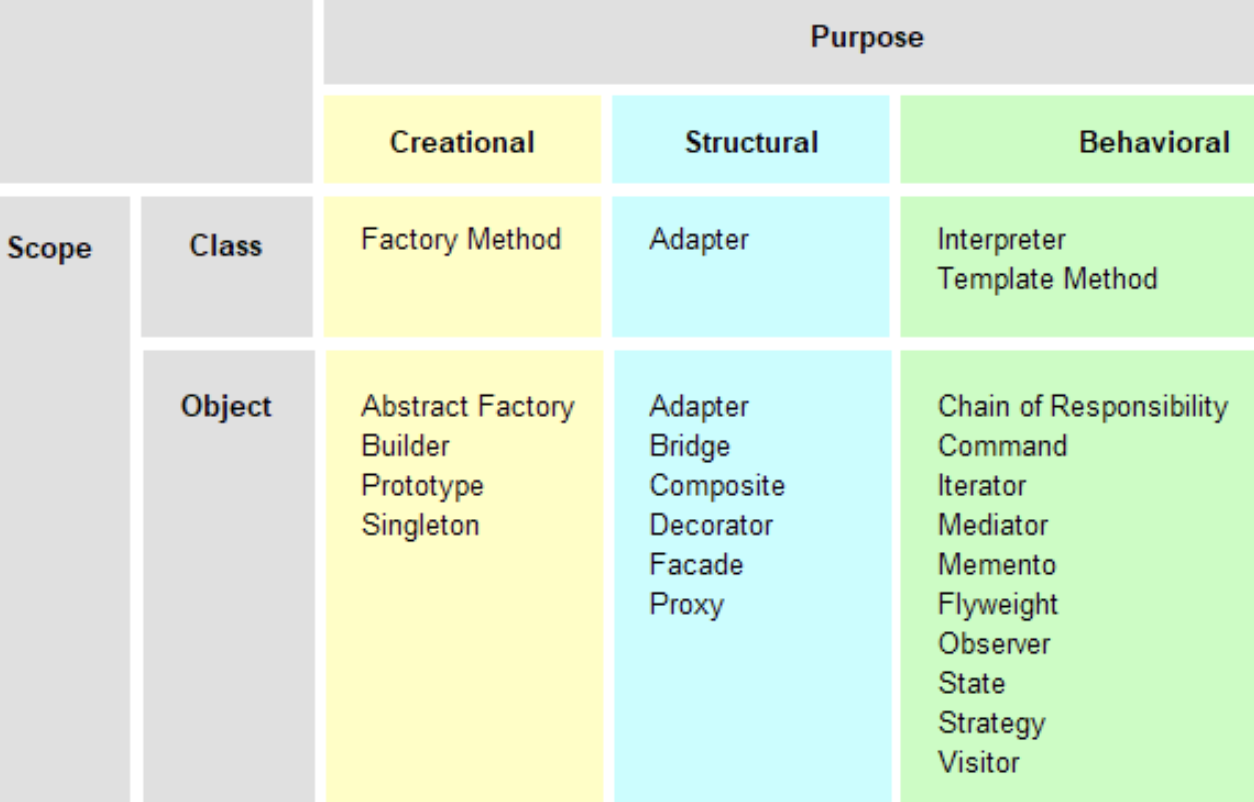 Purpose
Creational
Structural
Behavioral
Scope
Class
Factory Method
Adapter
Interpreter
Template Method
Object
Abstract Factory
Builder
Prototype
Singleton
Adapter
Bridge
Composite
Decorator
Facade
Proxy
Chain of Responsibility
Command
Iterator
Mediator
Memento
Flyweight
Observer
State
Strategy
Visitor